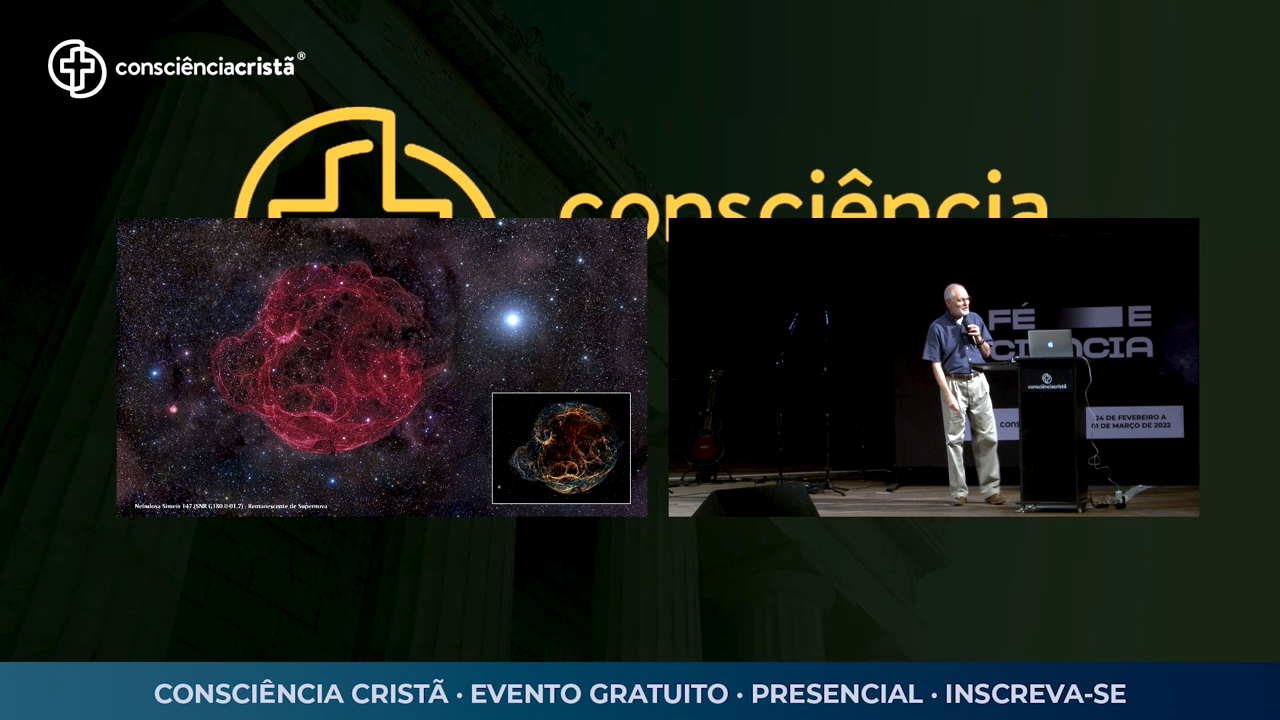 consciênciacristã®
consciência
Nebulosa Simeis 147 (SNR G180.0-01.7) : Remanescente de Supernova
FÉ E
CIÊNCIA
consciênciacristã
24 DE FEVEREIRO A
01 DE MARÇO DE 2022
CONSCIÊNCIA CRISTÃ · EVENTO GRATUITO · PRESENCIAL · INSCREVA-SE